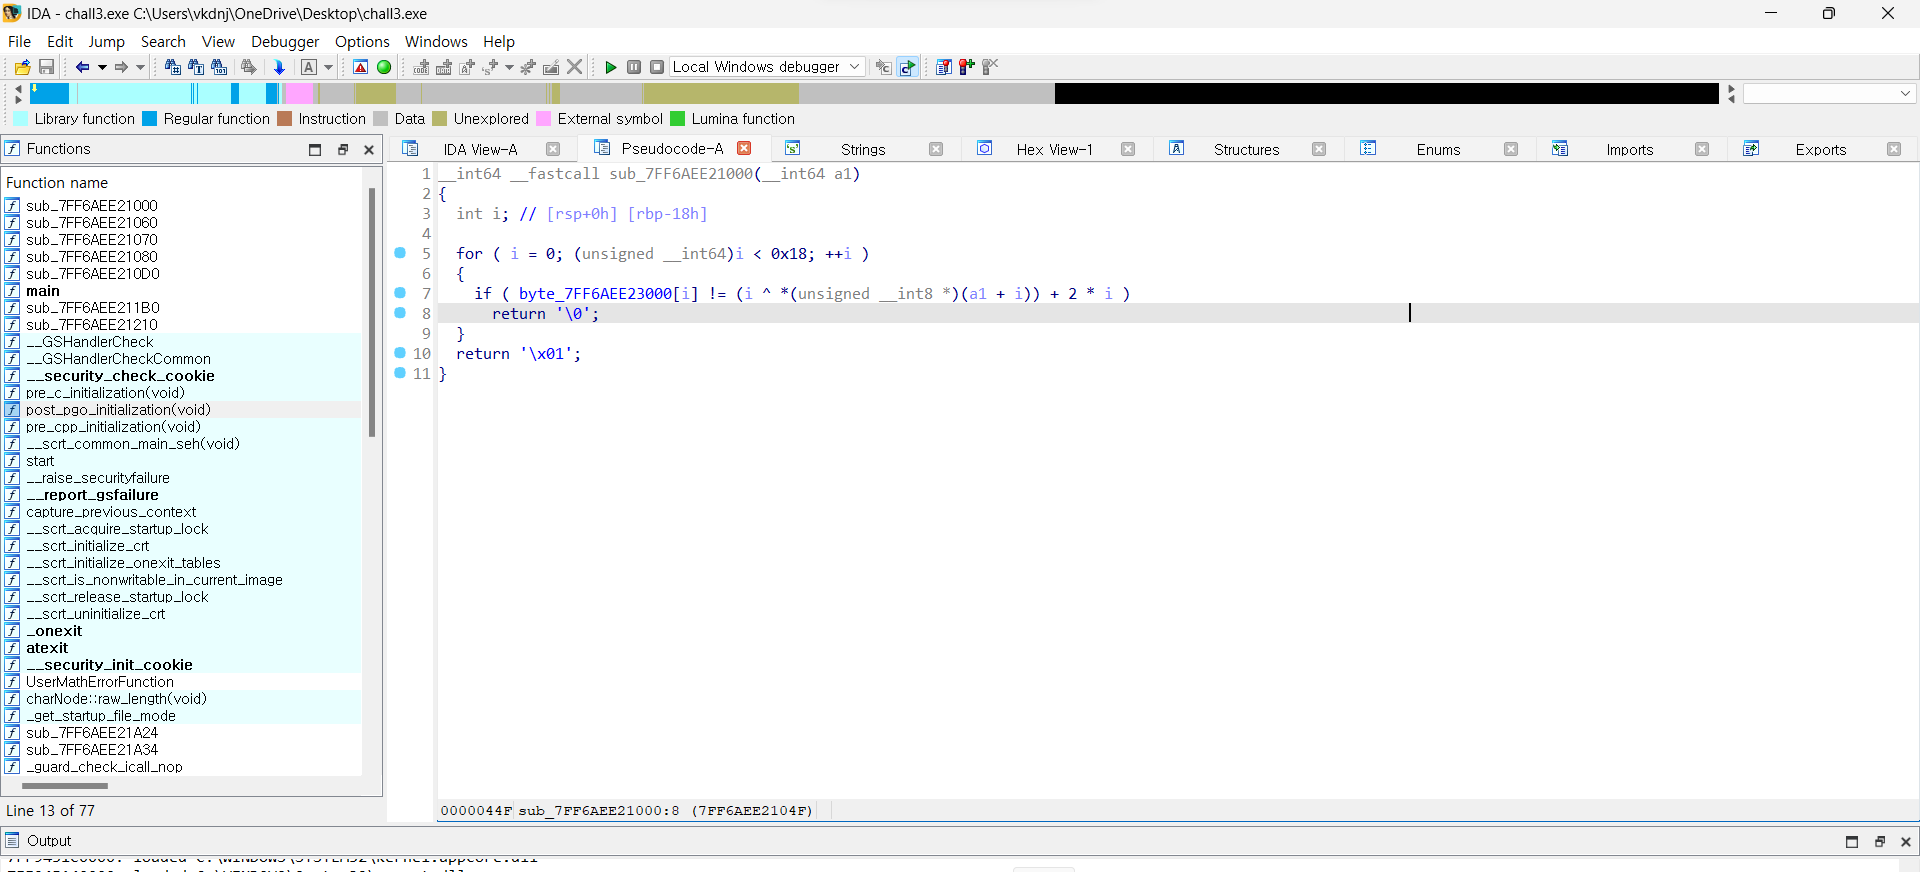 IDA - chall3.exe C:\Users\vkdnj\OneDrive\Desktop\chall3.exe
File Edit Jump Search View Debugger Options Windows Help
Local Windows debugger
Library function Regular function Instruction Data Unexplored External symbol Lumina function
Functions
Function name
sub_7FF6AEE21000
sub_7FF6AEE21060
sub_7FF6AEE21070
sub_7FF6AEE21080
sub_7FF6AEE210D0
main
sub_7FF6AEE211B0
sub_7FF6AEE21210
__GSHandlerCheck
__GSHandlerCheckCommon
__security_check_cookie
pre_c_initialization(void)
post_pgo_initialization(void)
pre_cpp_initialization(void)
__scrt_common_main_seh(void)
start
__raise_securityfailure
__report_gsfailure
capture_previous_context
__scrt_acquire_startup_lock
__scrt_initialize_crt
__scrt_initialize_onexit_tables
__scrt_is_nonwritable_in_current_image
__scrt_release_startup_lock
__scrt_uninitialize_crt
_onexit
atexit
__security_init_cookie
UserMathErrorFunction
charNode::raw_length(void)
_get_startup_file_mode
sub_7FF6AEE21A24
sub_7FF6AEE21A34
_guard_check_icall_nop
Line 13 of 77
IDA View-A Pseudocode-A Strings Hex View-1 Structures Enums Imports Exports
1 __int64 __fastcall sub_7FF6AEE21000(__int64 a1)
2 {
3 int i; // [rsp+0h] [rbp-18h]
4
5 for ( i = 0; (unsigned __int64)i < 0x18; ++i )
6 {
7 if ( byte_7FF6AEE23000[i] != (i ^ *(unsigned __int8 *)(a1 + i)) + 2 * i )
8 return '\0';
9 }
10 return '\x01';
11 }
0000044F sub_7FF6AEE21000:8 (7FF6AEE2104F)
Output